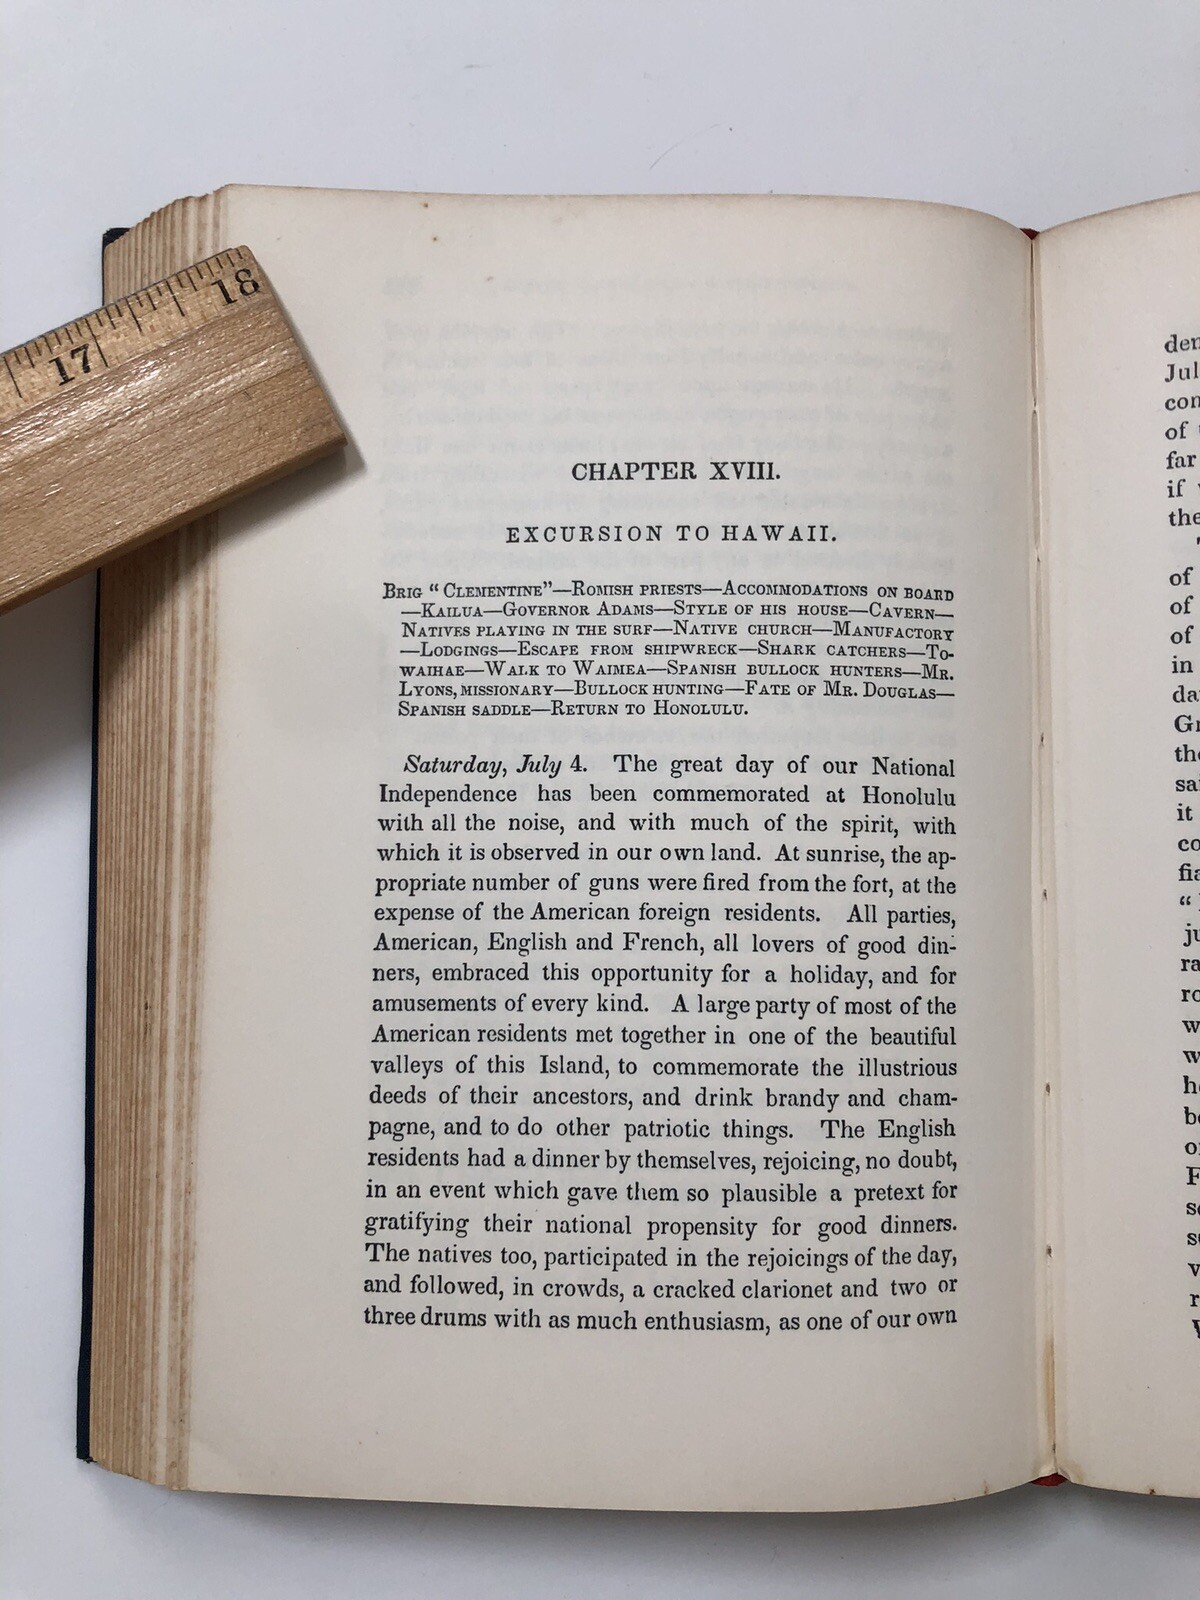 17
18
CHAPTER XVIII.
EXCURSION TO HAWAII.
BRIG “ CLEMENTINE”—ROMISH PRIESTS—ACCOMMODATIONS ON BOARD
—KAILUA—GOVERNOR ADAMS—STYLE OF HIS HOUSE—CAVERN—
NATIVES PLAYING IN THE SURF—NATIVE CHURCH—MANUFACTORY
—LODGINGS—ESCAPE FROM SHIPWRECK—SHARK CATCHERS—TO-
WAIHAE—WALK TO WAIMEA—SPANISH BULLOCK HUNTERS—MR.
LYONS, MISSIONARY—BULLOCK HUNTING—FATE OF MR. DOUGLAS—
SPANISH SADDLE—RETURN TO HONOLULU.
Saturday, July 4. The great day of our National
Independence has been commemorated at Honolulu
with all the noise, and with much of the spirit, with
which it is observed in our own land. At sunrise, the ap-
propriate number of guns were fired from the fort, at the
expense of the American foreign residents. All parties,
American, English and French, all lovers of good din-
ners, embraced this opportunity for a holiday, and for
amusements of every kind. A large party of most of the
American residents met together in one of the beautiful
valleys of this Island, to commemorate the illustrious
deeds of their ancestors, and drink brandy and cham-
pagne, and to do other patriotic things. The English
residents had a dinner by themselves, rejoicing, no doubt,
in an event which gave them so plausible a pretext for
gratifying their national propensity for good dinners.
The natives too, participated in the rejoicings of the day,
and followed, in crowds, a cracked clarionet and two or
three drums with as much enthusiasm, as one of our own
of
far
if
the
of
of
of
in
it